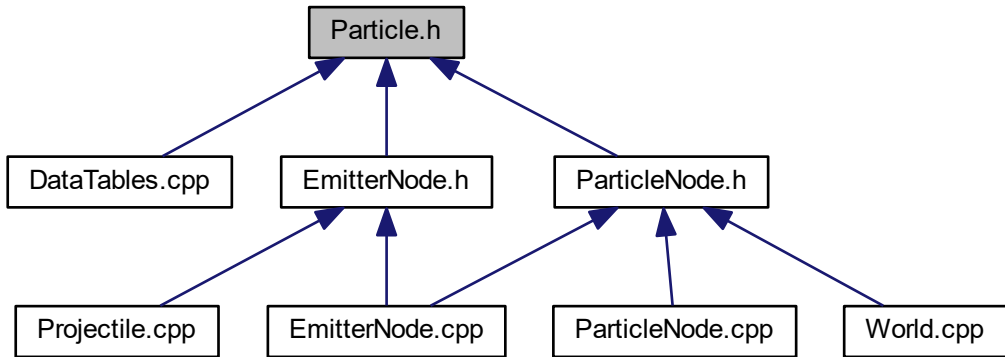 Particle.h
DataTables.cpp
EmitterNode.h
ParticleNode.h
Projectile.cpp
EmitterNode.cpp
ParticleNode.cpp
World.cpp